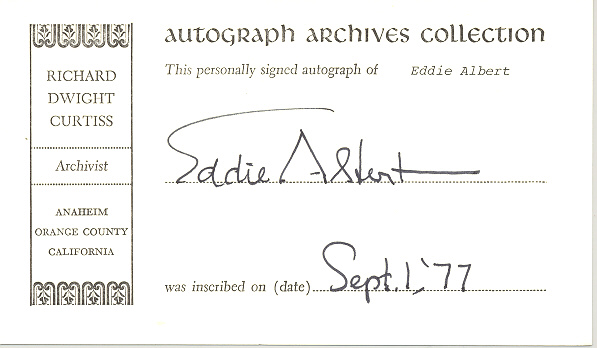 AUTOGRAPH ARCHIVES COLLECTION
This personally signed autograph of Eddie Albert
Eddie Albert
was inscribed on (date) Sept. 1, '77
RICHARD
DWIGHT
CURTISS
Archivist
ANAHEIM
ORANGE COUNTY
CALIFORNIA